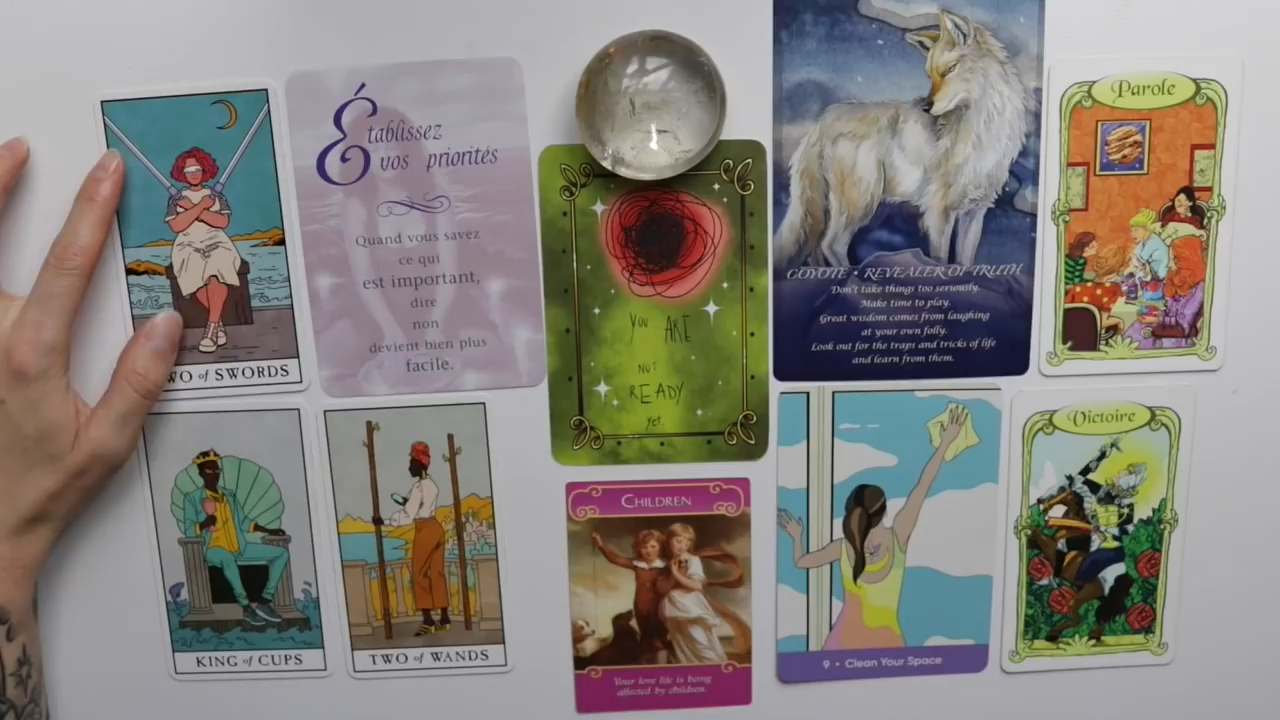 TWO of SWORDS
Établissez
vos priorités
Quand vous savez
ce qui
est important,
dire
non
devient bien plus
facile.
YOU ARE
NOT
READY
yet.
COYOTE • REVEALER OF TRUTH
Don't take things too seriously.
Make time to play.
Great wisdom comes from laughing
at your own folly.
Look out for the traps and tricks of life
and learn from them.
Parole
KING of CUPS
TWO of WANDS
CHILDREN
Your love life is being
affected by children.
9 • Clean Your Space
Victoire